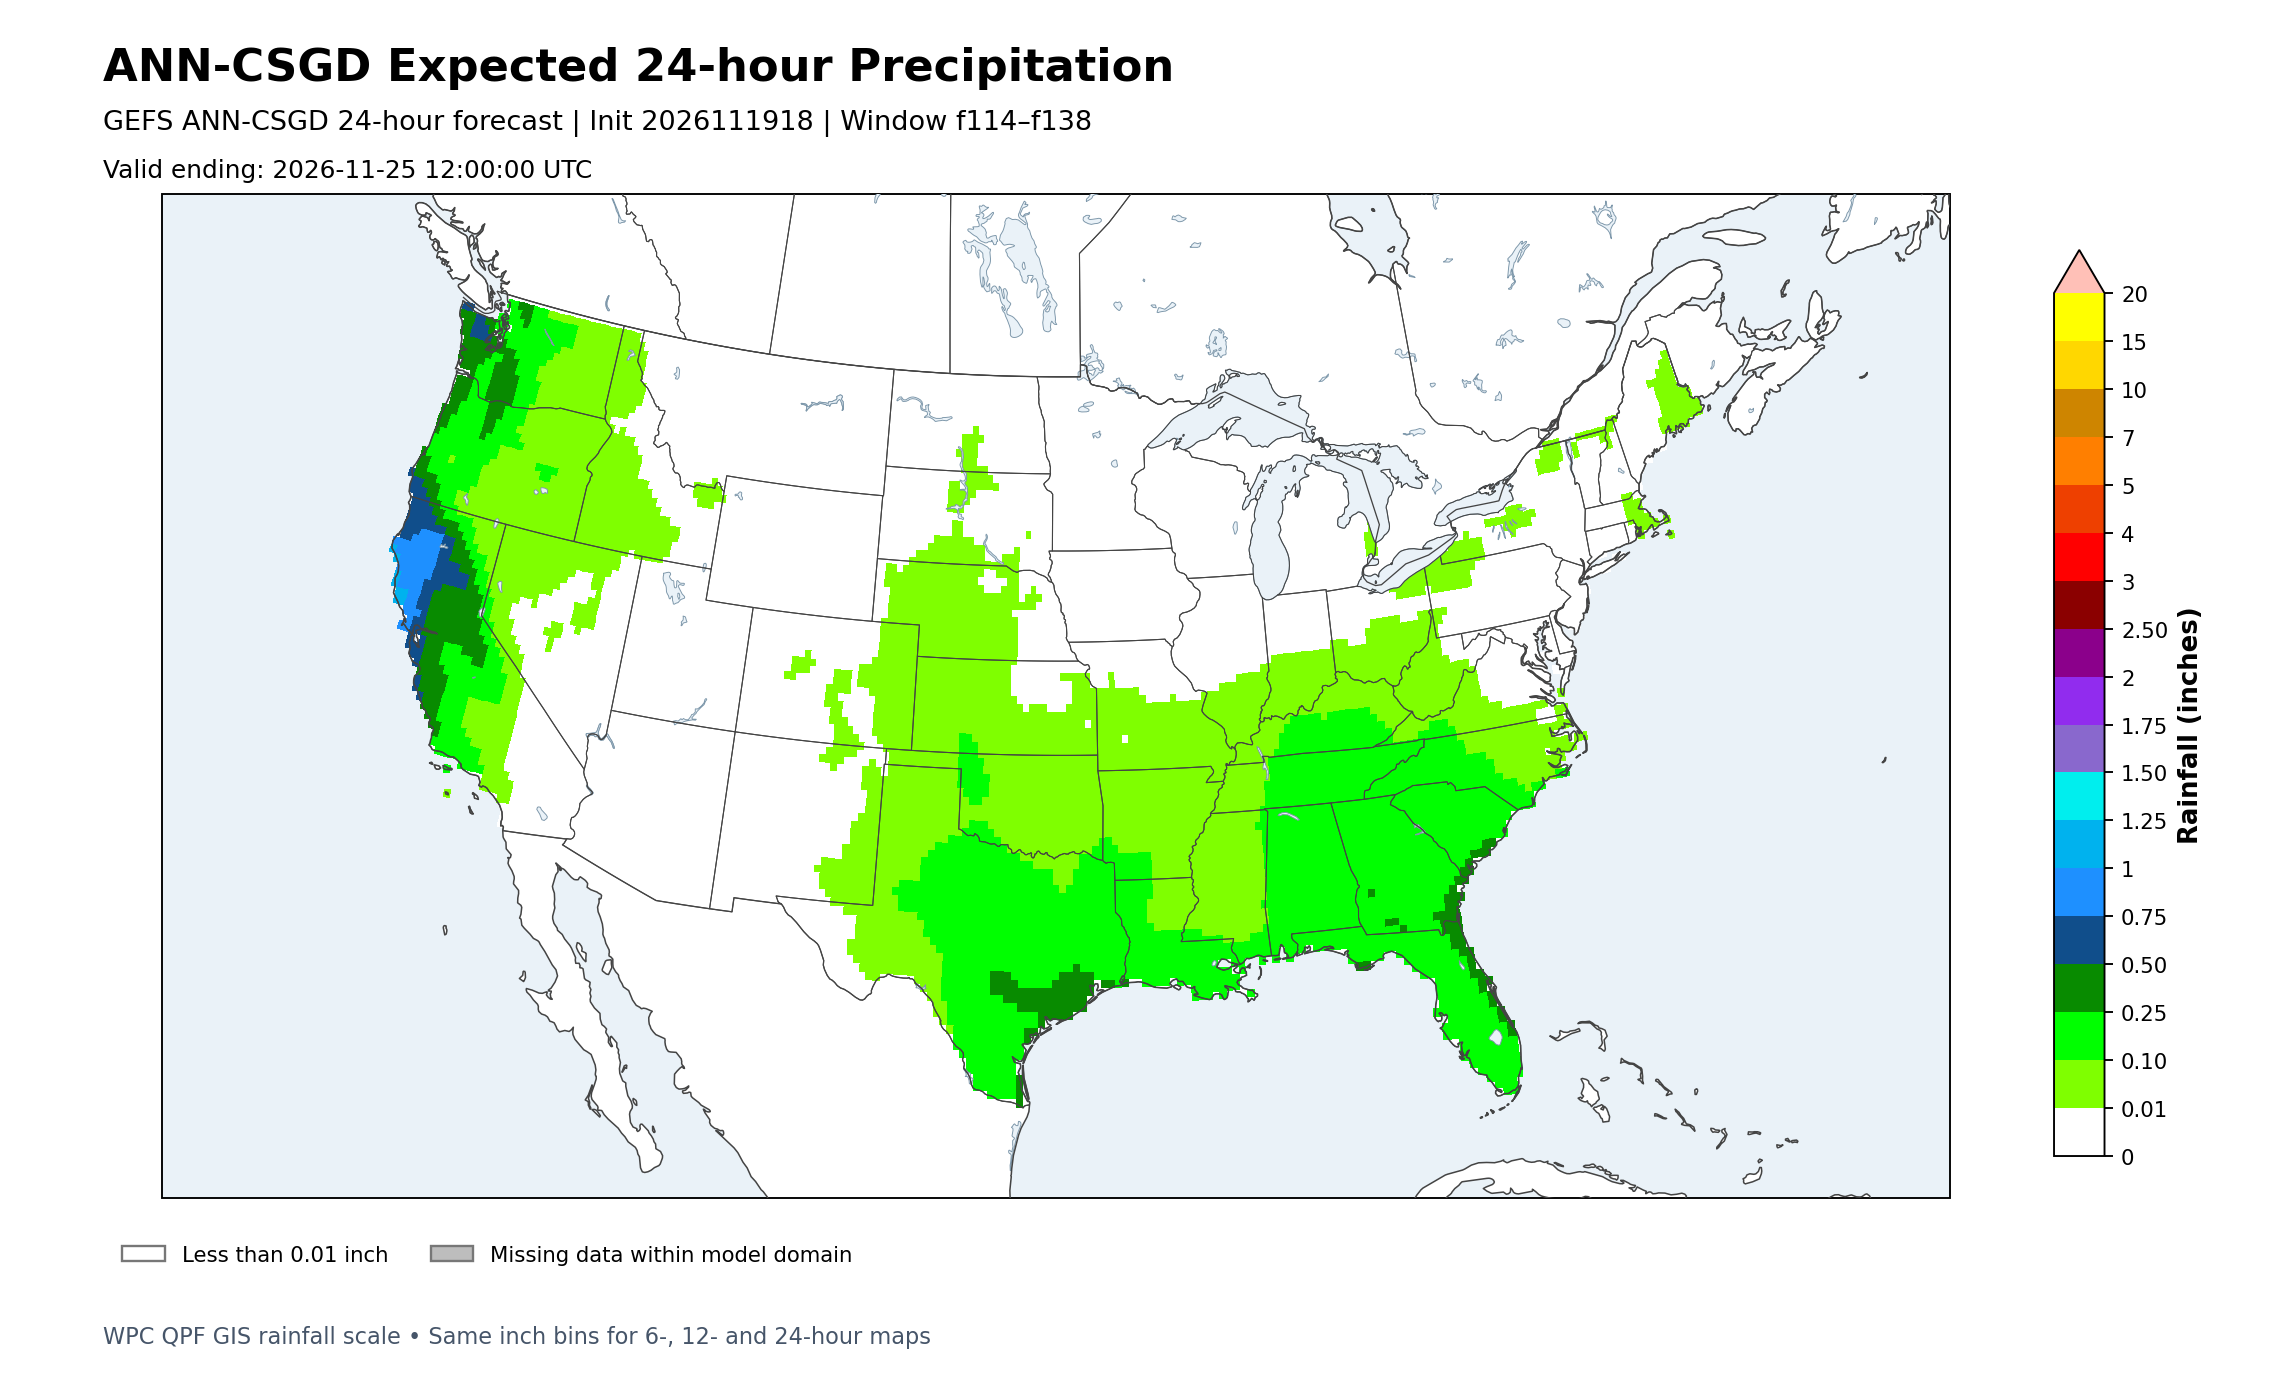 ANN-CSGD Expected 24-hour Precipitation
GEFS ANN-CSGD 24-hour forecast | Init 2026111918 | Window f114–f138
Valid ending: 2026-11-25 12:00:00 UTC
20
15
10
7
5
4
3
2.50
2
1.75
1.50
1.25
1
0.75
0.50
0.25
0.10
0.01
0
Rainfall (inches)
Less than 0.01 inch
Missing data within model domain
WPC QPF GIS rainfall scale • Same inch bins for 6-, 12- and 24-hour maps